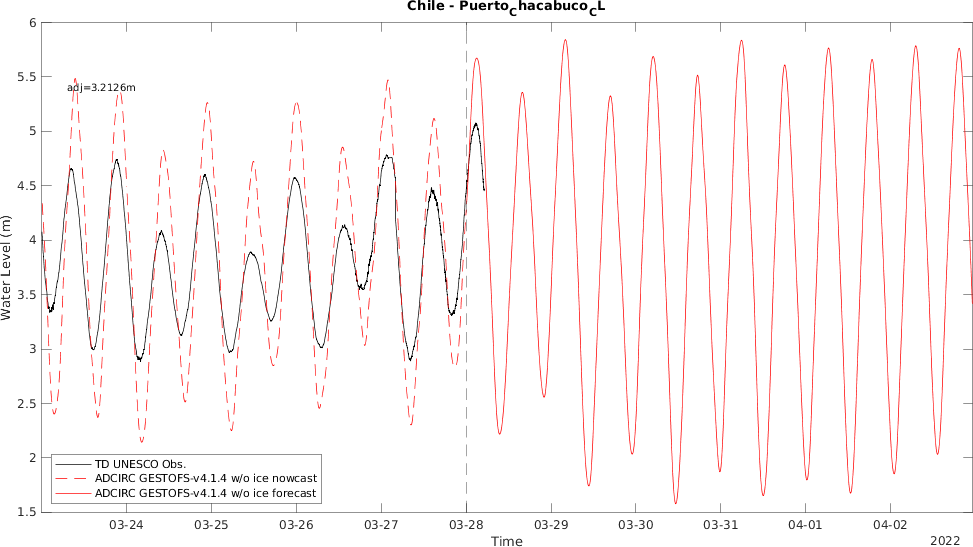 Chile - Puerto_Chacabuco_CL
6
5.5
adj=3.2126m
5
4.5
4
3.5
3
2.5
2
1.5
Water Level (m)
TD UNESCO Obs.
ADCIRC GESTOFS-v4.1.4 w/o ice nowcast
ADCIRC GESTOFS-v4.1.4 w/o ice forecast
03-24 03-25 03-26 03-27 03-28 03-29 03-30 03-31 04-01 04-02
Time
2022